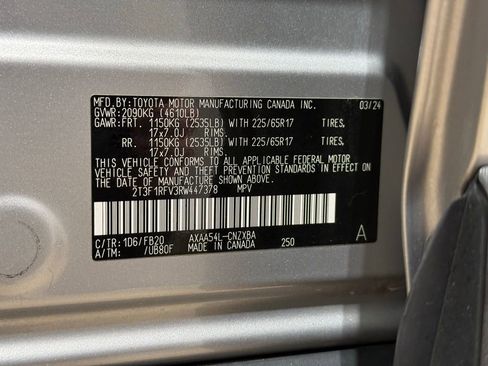 MFD.BY:TOYOTA MOTOR MANUFACTURING CANADA INC. 03/24
GVWR:2090KG (4610LB)
GAWR:FRT. 1150KG (2535LB) WITH 225/65R17 TIRES,
17x7.0J RIMS
RR. 1150KG (2535LB) WITH 225/65R17 TIRES,
17x7.0J RIMS
THIS VEHICLE CONFORMS TO ALL APPLICABLE FEDERAL MOTOR
VEHICLE SAFETY AND THEFT PREVENTION STANDARDS IN EFFECT
ON THE DATE OF MANUFACTURE SHOWN ABOVE.
2T3F1RFV3RW447378 MPV
C/TR:1D6/FB20 AXAA54L-CNZXBA 250 A
A/TM: /UB80F MADE IN CANADA